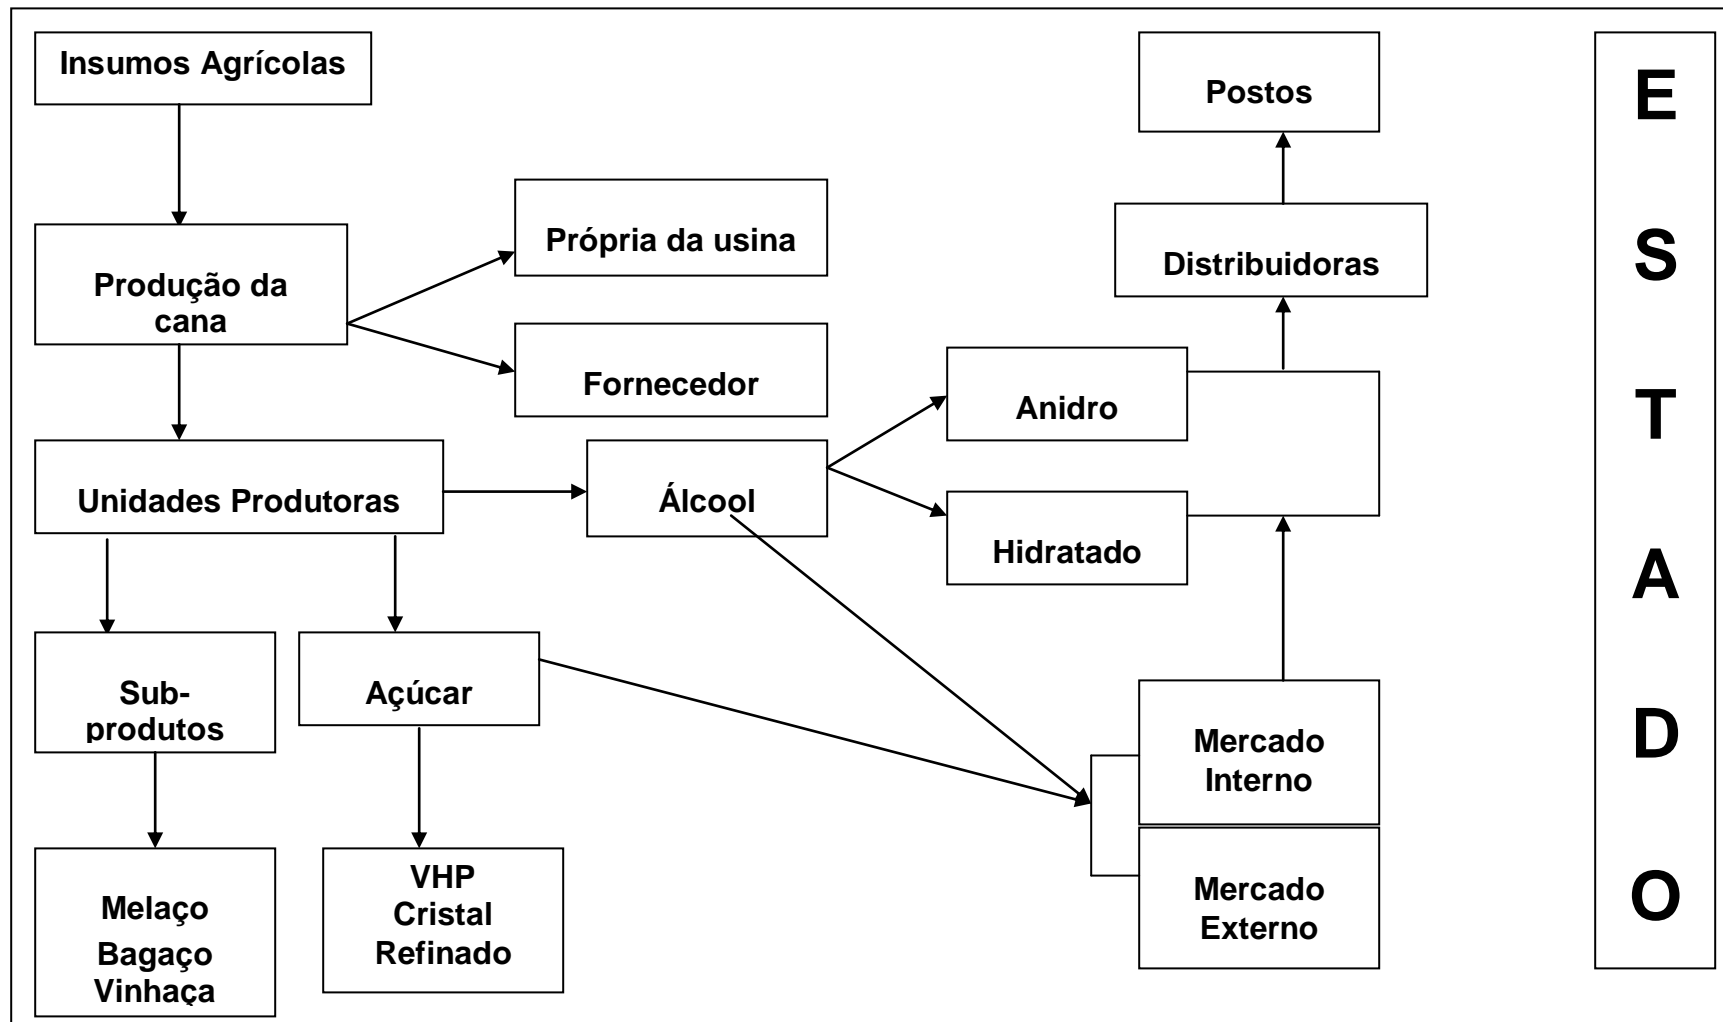 Insumos Agrícolas
Postos
Própria da usina
Distribuidoras
Produção da
cana
Fornecedor
Anidro
Unidades Produtoras
Álcool
Hidratado
Sub-
produtos
Açúcar
Mercado
Interno
Melaço
Bagaço
Vinhaça
VHP
Cristal
Refinado
Mercado
Externo
E
S
T
A
D
O